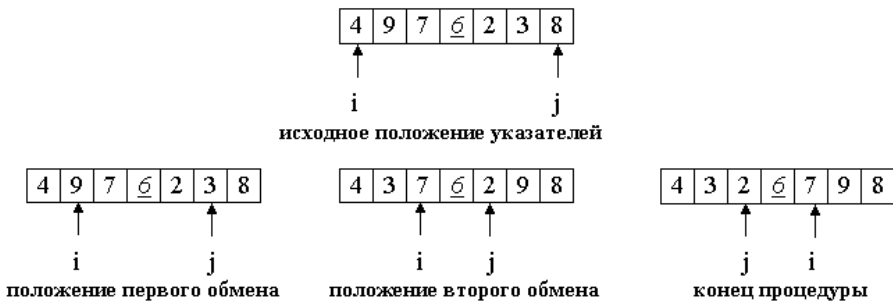 4 9 7 6 2 3 8
i j
исходное положение указателей
4 9 7 6 2 3 8
i j
положение первого обмена
4 3 7 6 2 9 8
i j
положение второго обмена
4 3 2 6 7 9 8
j i
конец процедуры